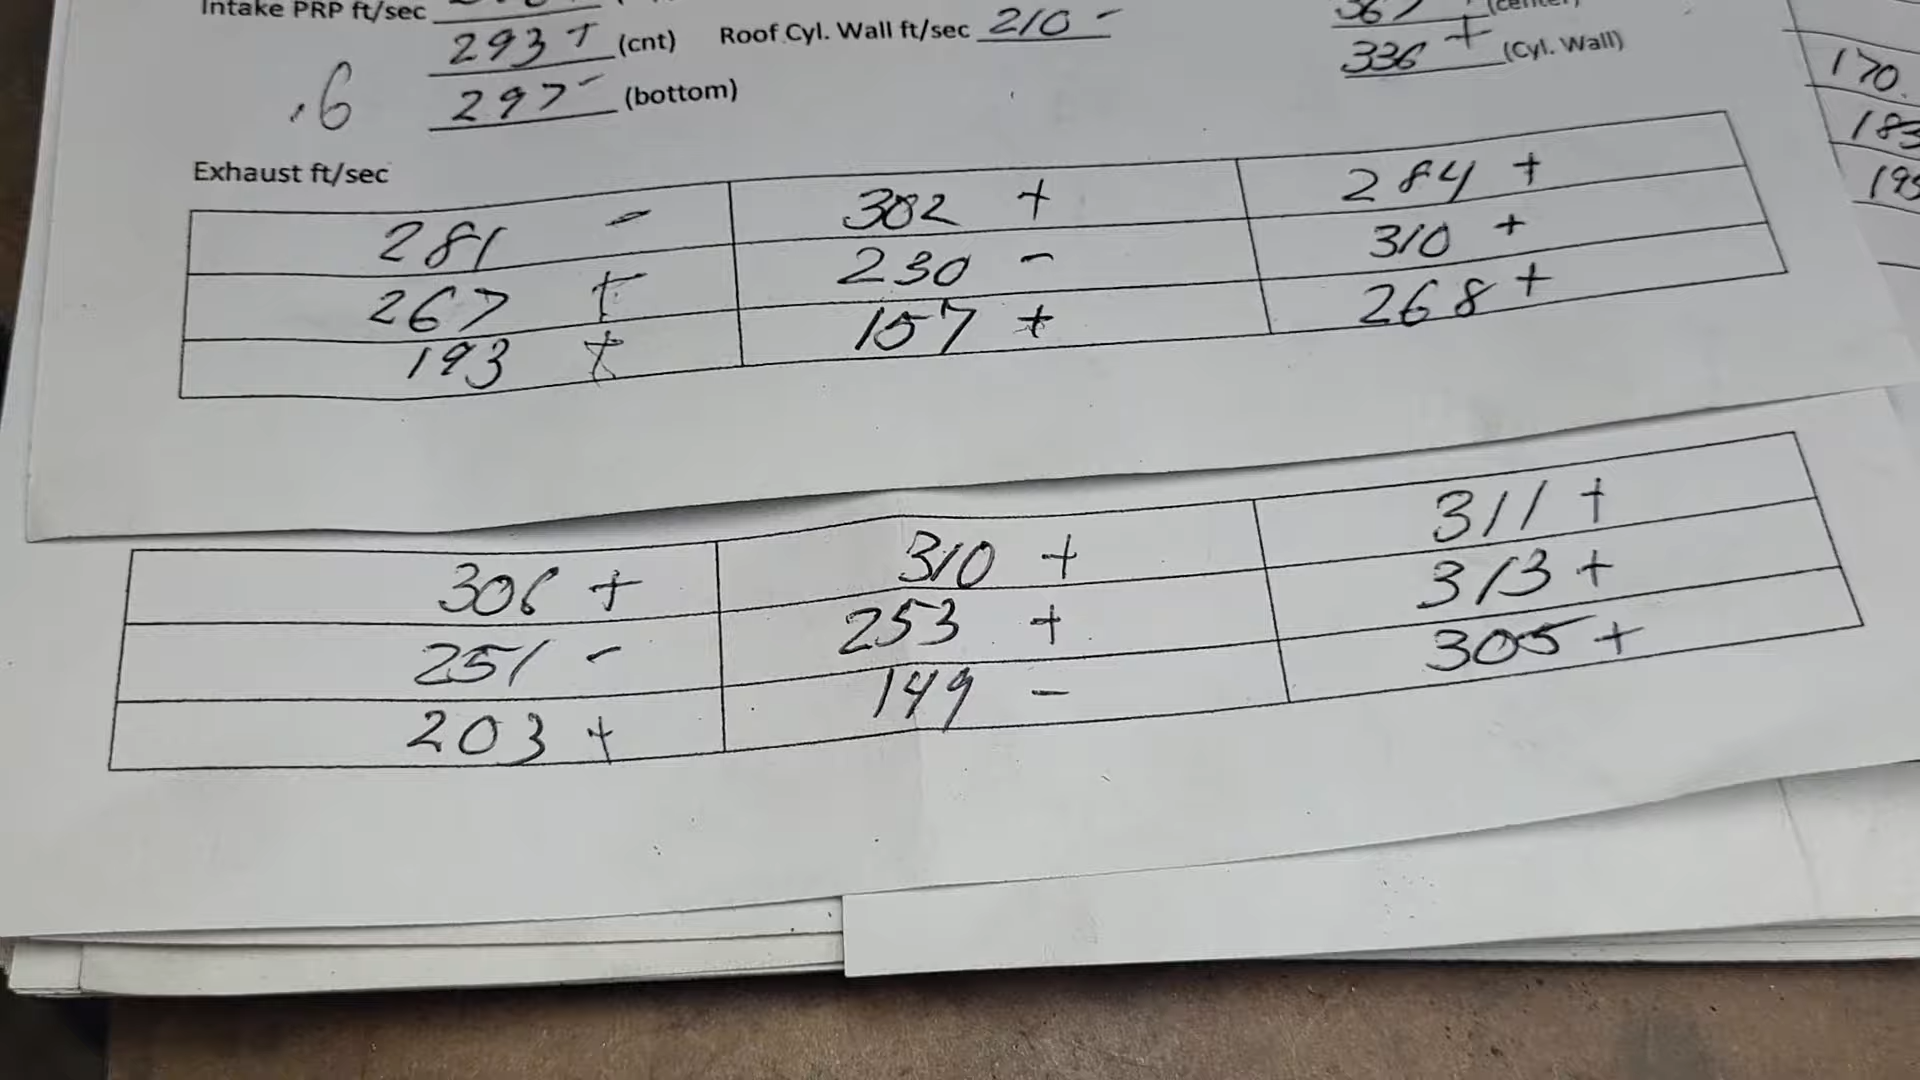 Intake PRP ft/sec
293 + (cnt) Roof Cyl. Wall ft/sec 210 - (center)
336 + (Cyl. Wall)
.6 297 - (bottom)
170
183
Exhaust ft/sec
281 - 302 + 284 +
267 + 230 - 310 +
193 + 157 + 268 +
306 + 310 + 311 +
251 - 253 + 313 +
203 + 149 - 305 +